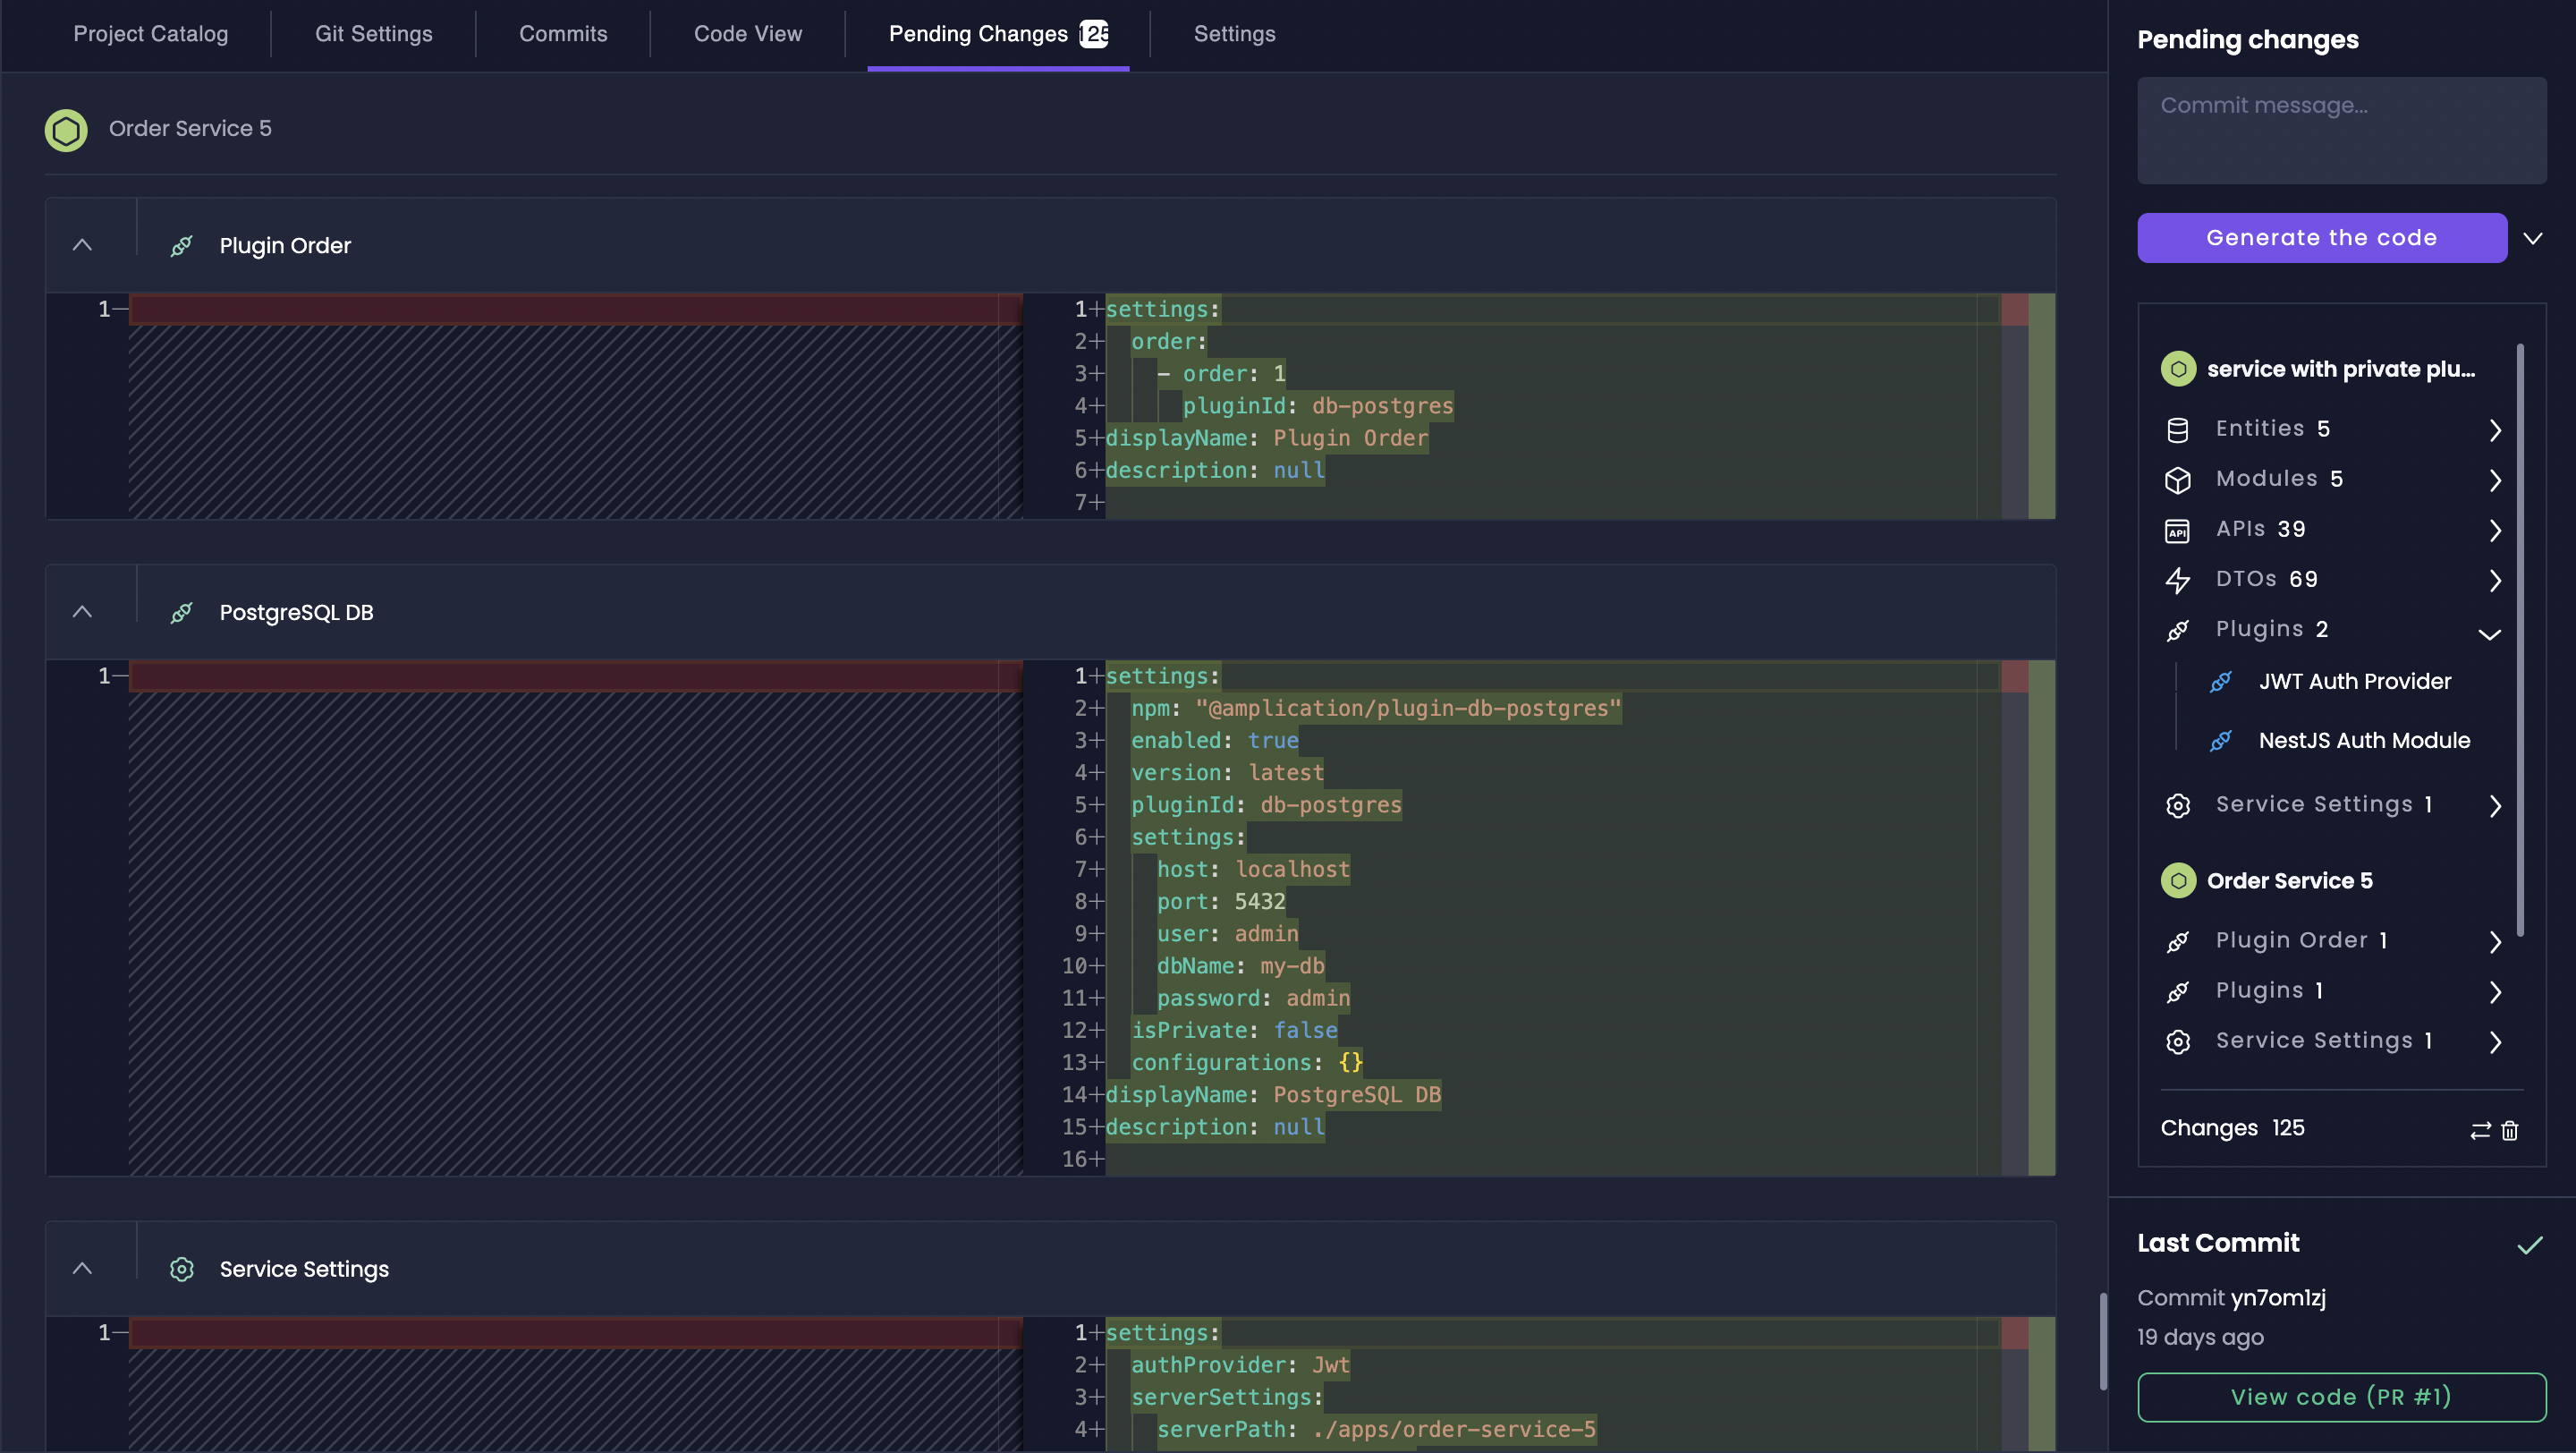 Project Catalog
Git Settings
Commits
Code View
Pending Changes 125
Settings
Order Service 5
Plugin Order
1
1+settings:
2+  order:
3+    - order: 1
4+      pluginId: db-postgres
5+displayName: Plugin Order
6+description: null
7+
PostgreSQL DB
1
1+settings:
2+  npm: "@amplication/plugin-db-postgres"
3+  enabled: true
4+  version: latest
5+  pluginId: db-postgres
6+  settings:
7+    host: localhost
8+    port: 5432
9+    user: admin
10+    dbName: my-db
11+    password: admin
12+  isPrivate: false
13+  configurations: {}
14+displayName: PostgreSQL DB
15+description: null
16+
Service Settings
1
1+settings:
2+  authProvider: Jwt
3+  serverSettings:
4+    serverPath: ./apps/order-service-5
Pending changes
Commit message...
Generate the code
service with private plu...
Entities 5
Modules 5
API
APIs 39
DTOs 69
Plugins 2
JWT Auth Provider
NestJS Auth Module
Service Settings 1
Order Service 5
Plugin Order 1
Plugins 1
Service Settings 1
Changes 125
Last Commit
Commit yn7om1zj
19 days ago
View code (PR #1)